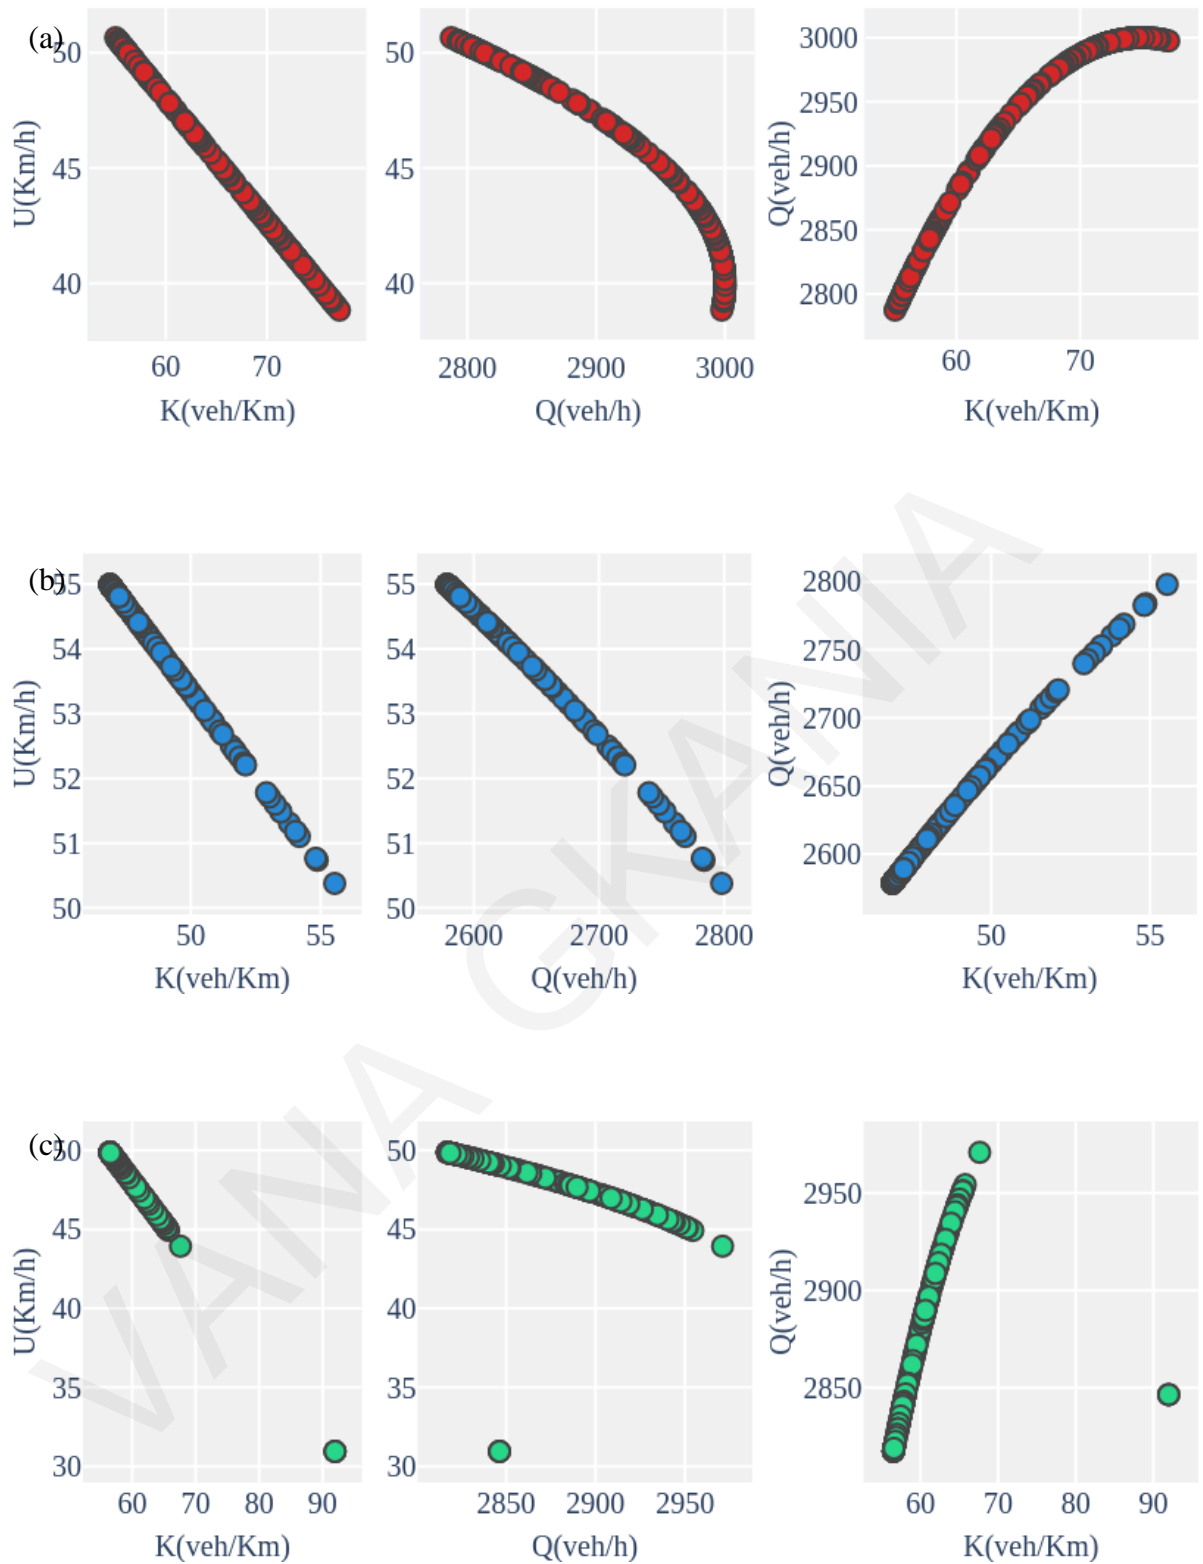 (a)
50
45
40
U(Km/h)
60 70
K(veh/Km)
50
45
40
2800 2900 3000
Q(veh/h)
3000
2950
2900
2850
2800
Q(veh/h)
60 70
K(veh/Km)
(b)
55
54
53
52
51
50
U(Km/h)
50 55
K(veh/Km)
55
54
53
52
51
50
2600 2700 2800
Q(veh/h)
2800
2750
2700
2650
2600
Q(veh/h)
50 55
K(veh/Km)
(c)
50
45
40
35
30
U(Km/h)
60 70 80 90
K(veh/Km)
50
45
40
35
30
2850 2900 2950
Q(veh/h)
2950
2900
2850
Q(veh/h)
60 70 80 90
K(veh/Km)
VANA GKANIA